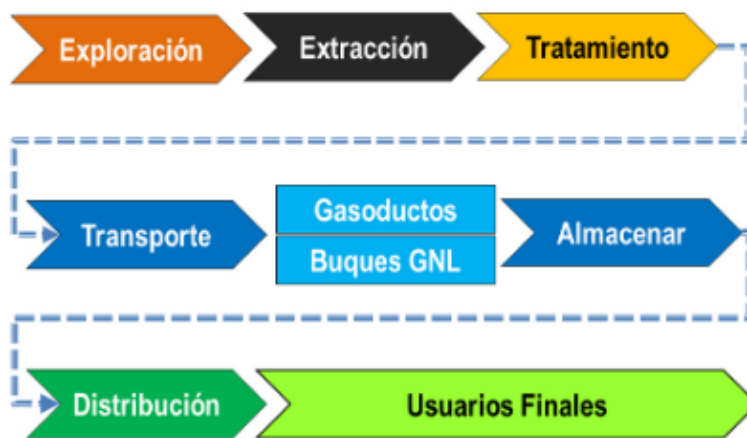 Exploración
Extracción
Tratamiento
Transporte
Gasoductos
Buques GNL
Almacenar
Distribución
Usuarios Finales